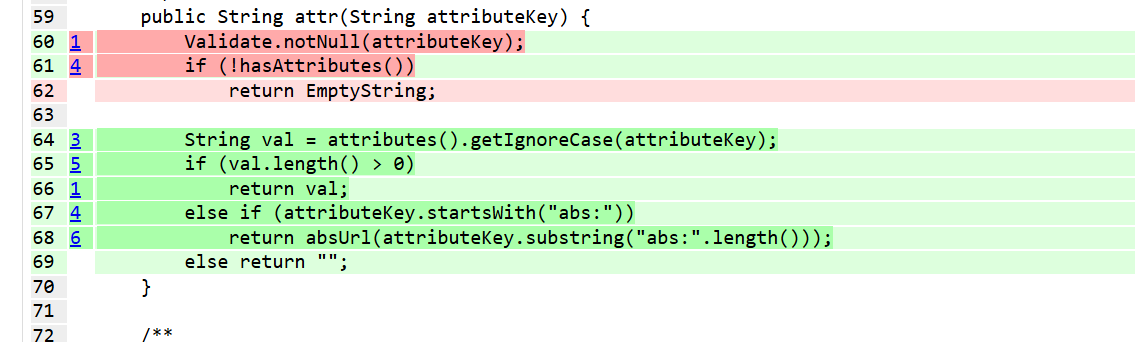 59 public String attr(String attributeKey) {
60 1 Validate.notNull(attributeKey);
61 4 if (!hasAttributes())
62 return EmptyString;
63
64 3 String val = attributes().getIgnoreCase(attributeKey);
65 5 if (val.length() > 0)
66 1 return val;
67 4 else if (attributeKey.startsWith("abs:"))
68 6 return absUrl(attributeKey.substring("abs:".length()));
69 else return "";
70 }
71
72 /**